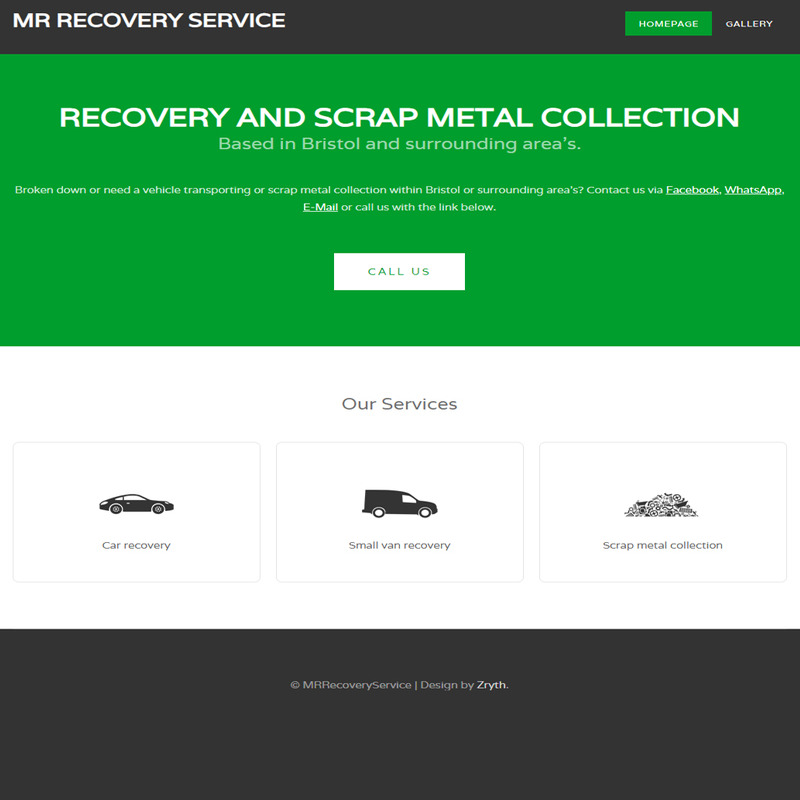 MR RECOVERY SERVICE
HOMEPAGE
GALLERY
RECOVERY AND SCRAP METAL COLLECTION
Based in Bristol and surrounding area's.
Broken down or need a vehicle transporting or scrap metal collection within Bristol or surrounding area's? Contact us via Facebook, WhatsApp,
E-Mail or call us with the link below.
CALL US
Our Services
Car recovery
Small van recovery
Scrap metal collection
© MRRecoveryService | Design by Zryth.